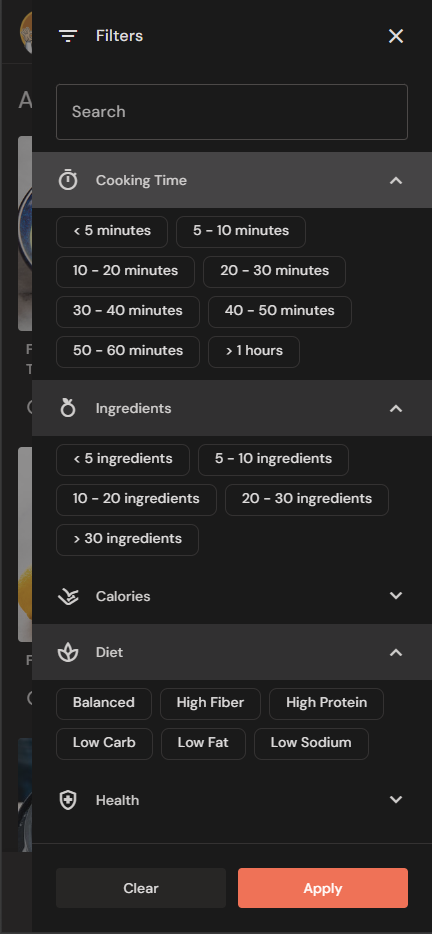 Filters
A
Search
Cooking Time
< 5 minutes
5 - 10 minutes
10 - 20 minutes
20 - 30 minutes
30 - 40 minutes
40 - 50 minutes
50 - 60 minutes
> 1 hours
F
T
Ingredients
< 5 ingredients
5 - 10 ingredients
10 - 20 ingredients
20 - 30 ingredients
> 30 ingredients
Calories
Diet
F
Balanced
High Fiber
High Protein
Low Carb
Low Fat
Low Sodium
Health
Clear
Apply